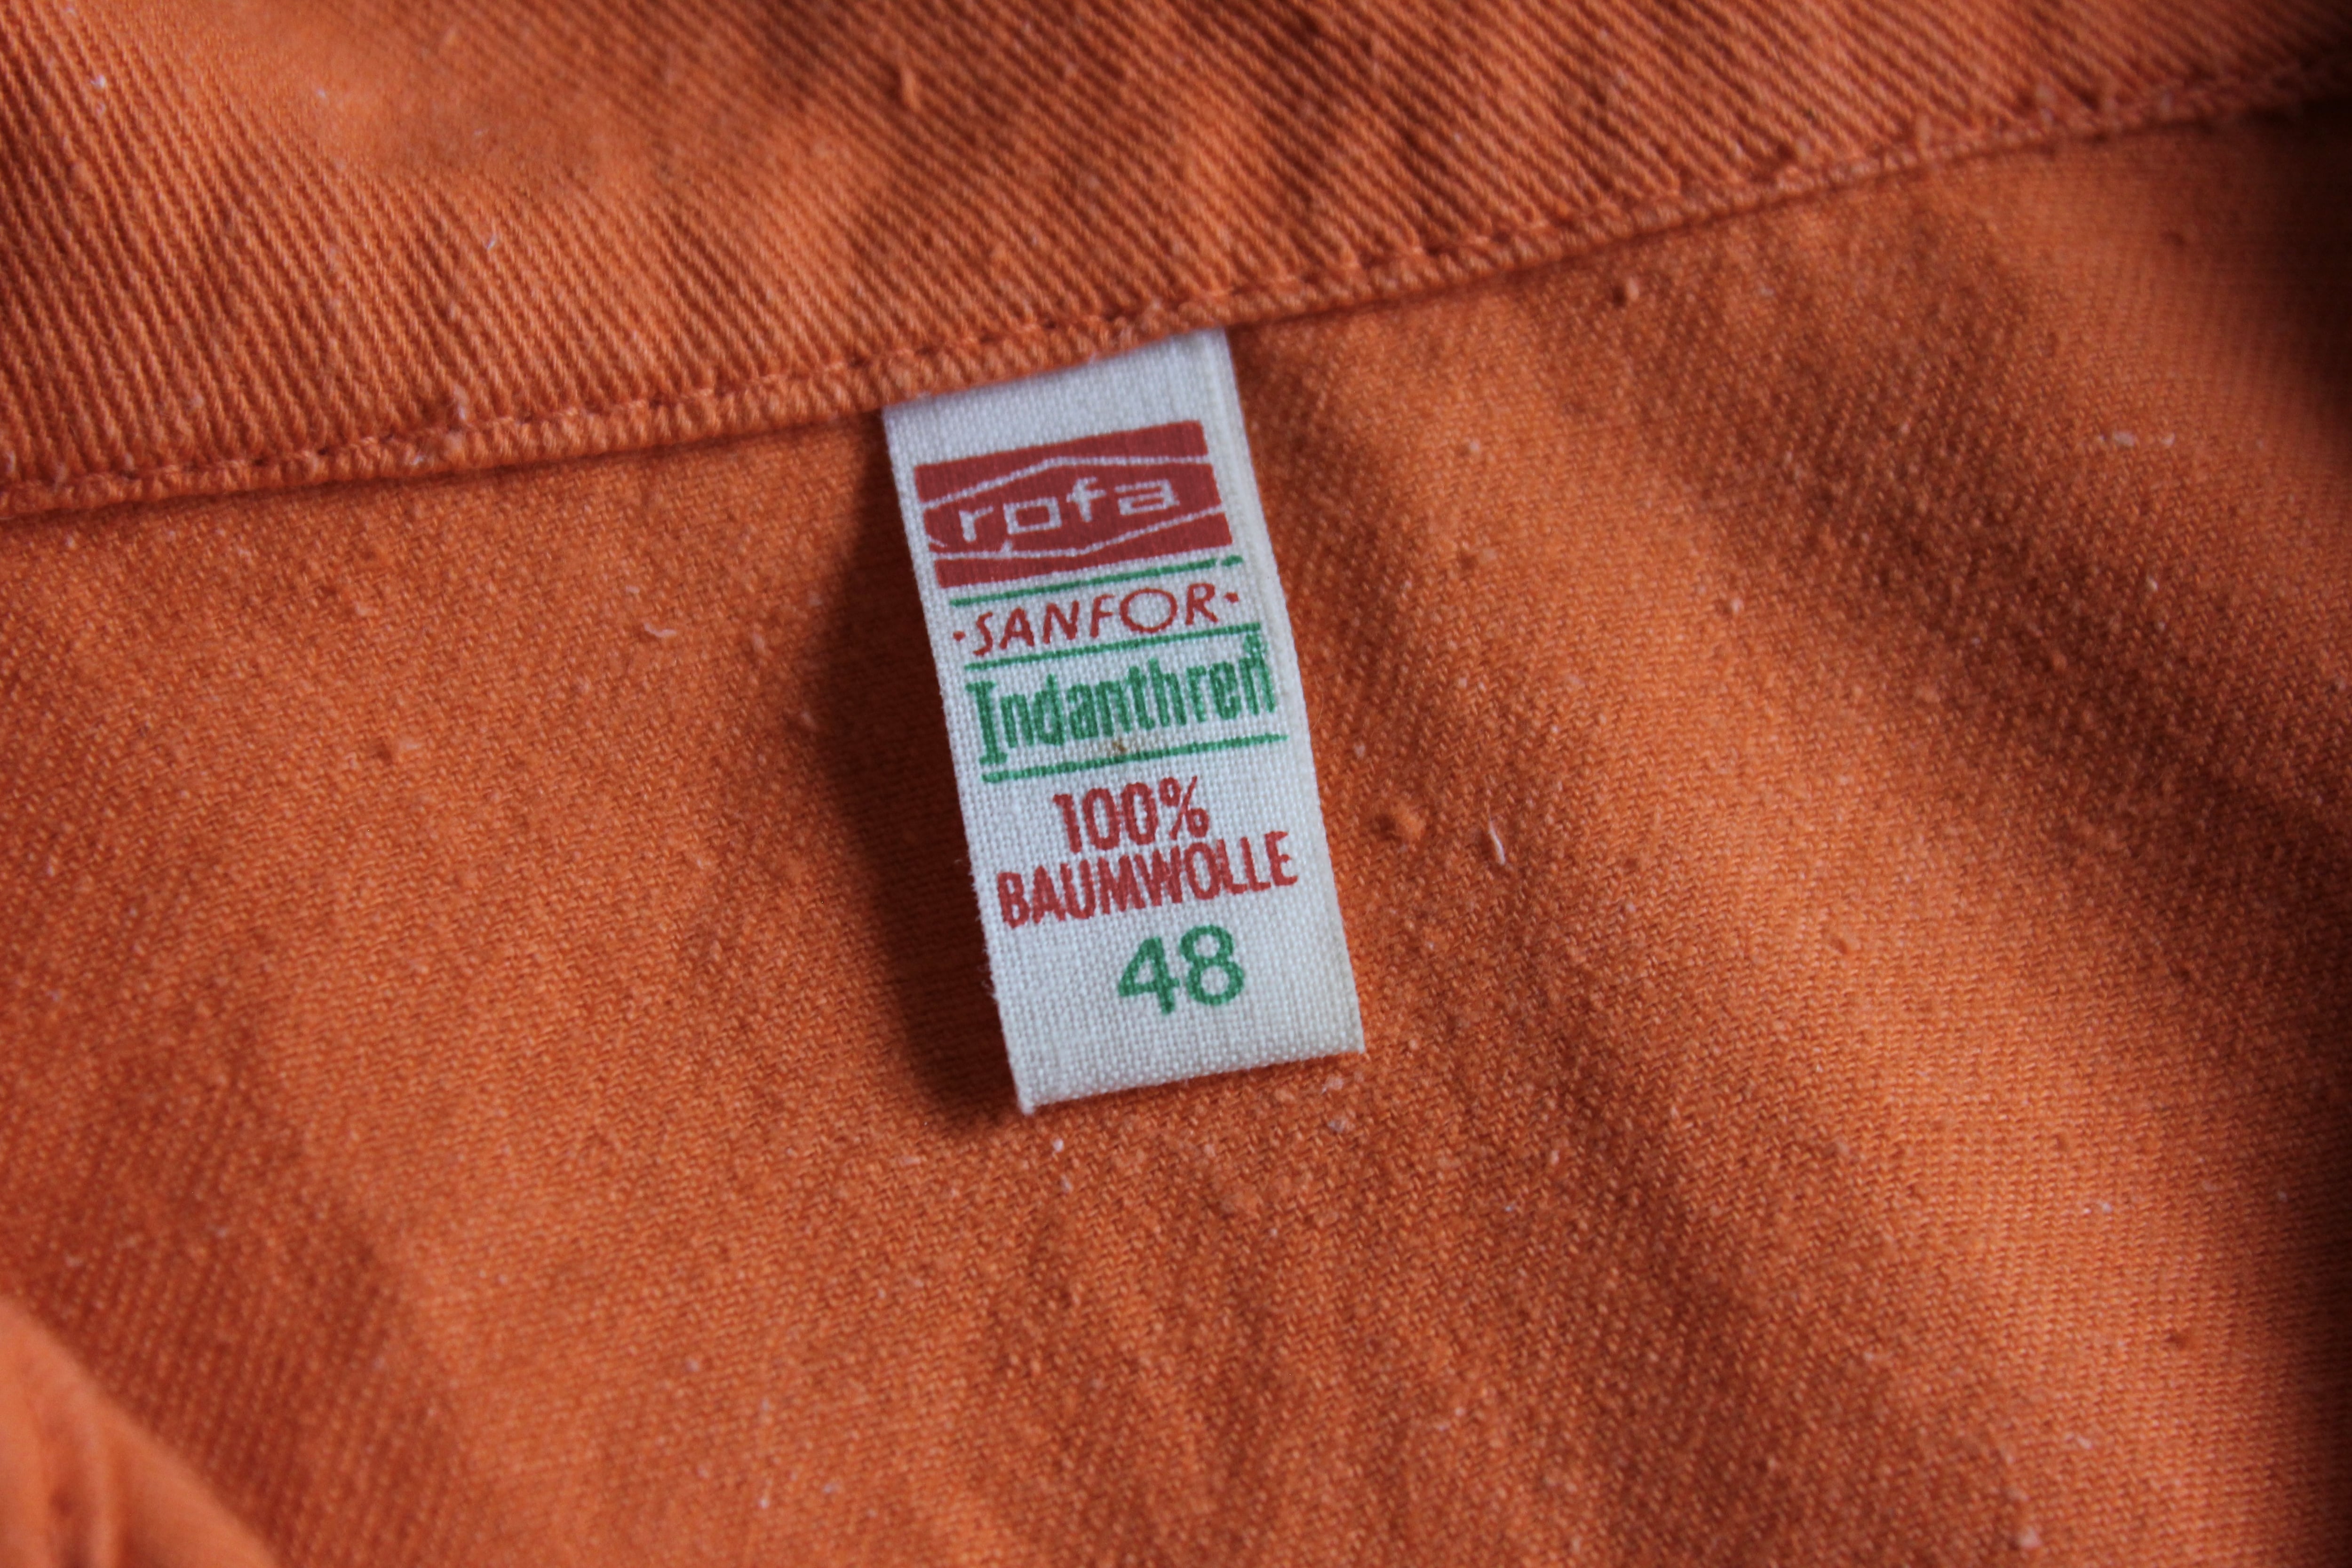 rofa
·SANFOR·
Indanthren
100%
BAUMWOLLE
48